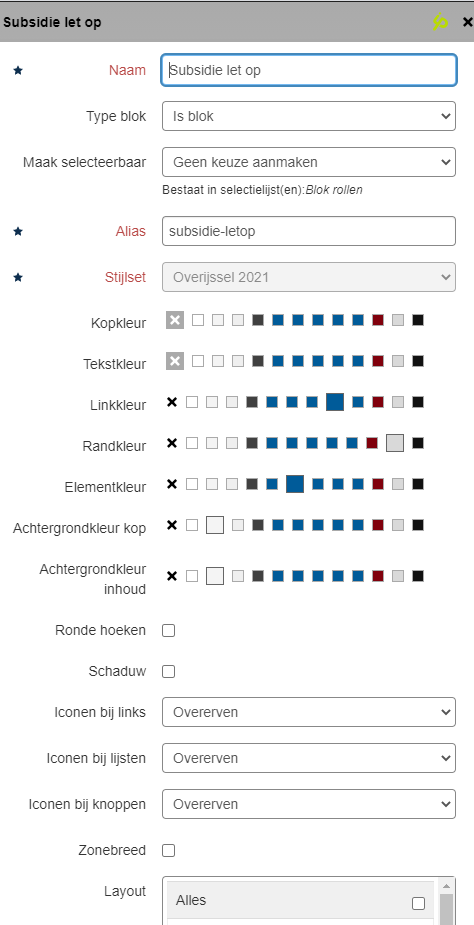 Subsidie let op
Naam
Subsidie let op
Type blok
Is blok
Maak selecteerbaar
Geen keuze aanmaken
Bestaat in selectielijst(en):Blok rollen
Alias
subsidie-letop
Stijlset
Overijssel 2021
Kopkleur
Tekstkleur
Linkkleur
Randkleur
Elementkleur
Achtergrondkleur kop
Achtergrondkleur
inhoud
Ronde hoeken
Schaduw
Iconen bij links
Overerven
Iconen bij lijsten
Overerven
Iconen bij knoppen
Overerven
Zonebreed
Layout
Alles